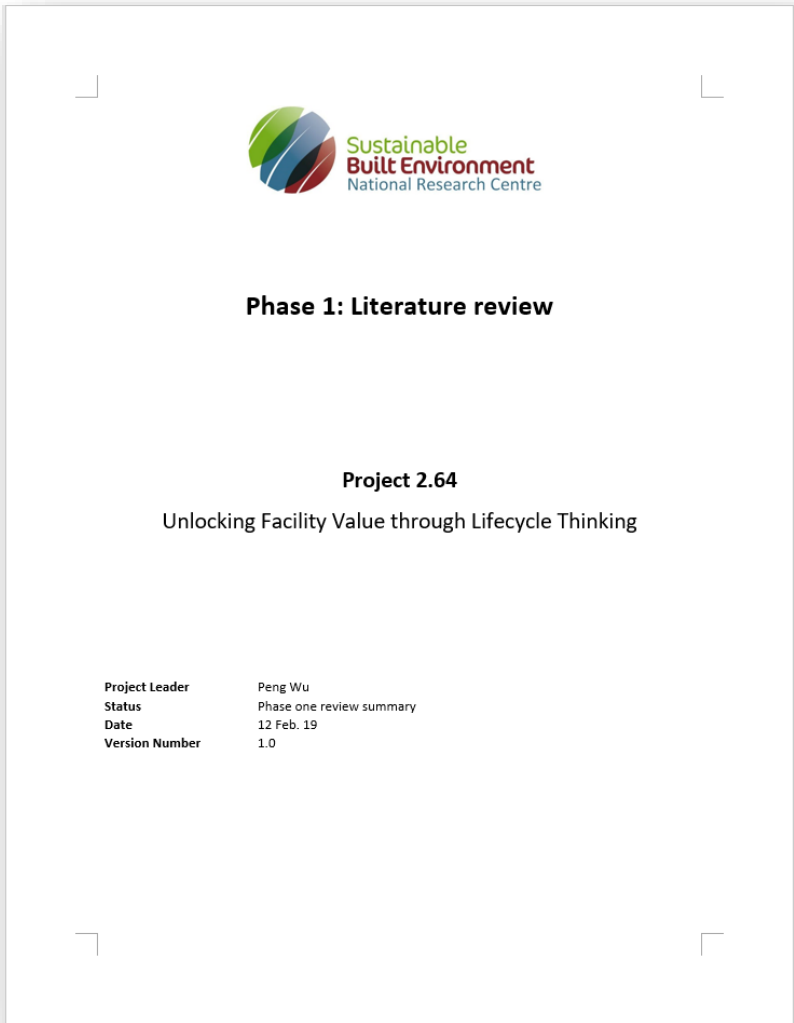 Sustainable
Built Environment
National Research Centre
Phase 1: Literature review
Project 2.64
Unlocking Facility Value through Lifecycle Thinking
Project Leader Peng Wu
Status Phase one review summary
Date 12 Feb. 19
Version Number 1.0